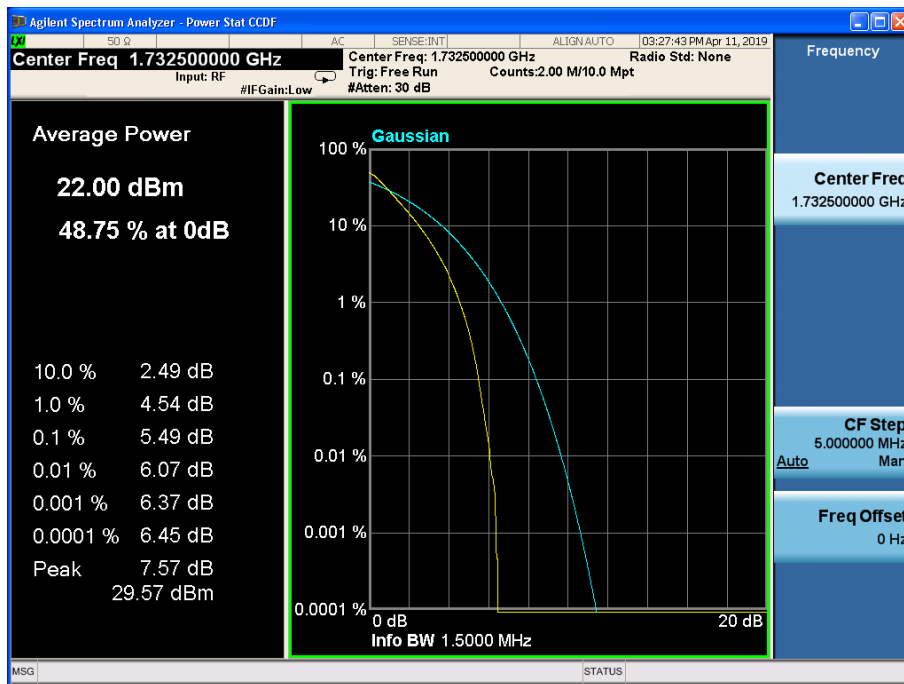 Agilent Spectrum Analyzer - Power Stat CCDF
LXI 50 Ω AC SENSE:INT ALIGN AUTO 03:27:43 PM Apr 11, 2019
Center Freq 1.732500000 GHz
Input: RF
#IFGain:Low
Center Freq: 1.732500000 GHz
Trig: Free Run
#Atten: 30 dB
Counts:2.00 M/10.0 Mpt
Radio Std: None
Average Power
22.00 dBm
48.75 % at 0dB
10.0 % 2.49 dB
1.0 % 4.54 dB
0.1 % 5.49 dB
0.01 % 6.07 dB
0.001 % 6.37 dB
0.0001 % 6.45 dB
Peak 7.57 dB
29.57 dBm
Gaussian
100 %
10 %
1 %
0.1 %
0.01 %
0.001 %
0.0001 %
0 dB 20 dB
Info BW 1.5000 MHz
Frequency
Center Freq
1.732500000 GHz
CF Step
5.000000 MHz
Auto Man
Freq Offset
0 Hz
MSG STATUS